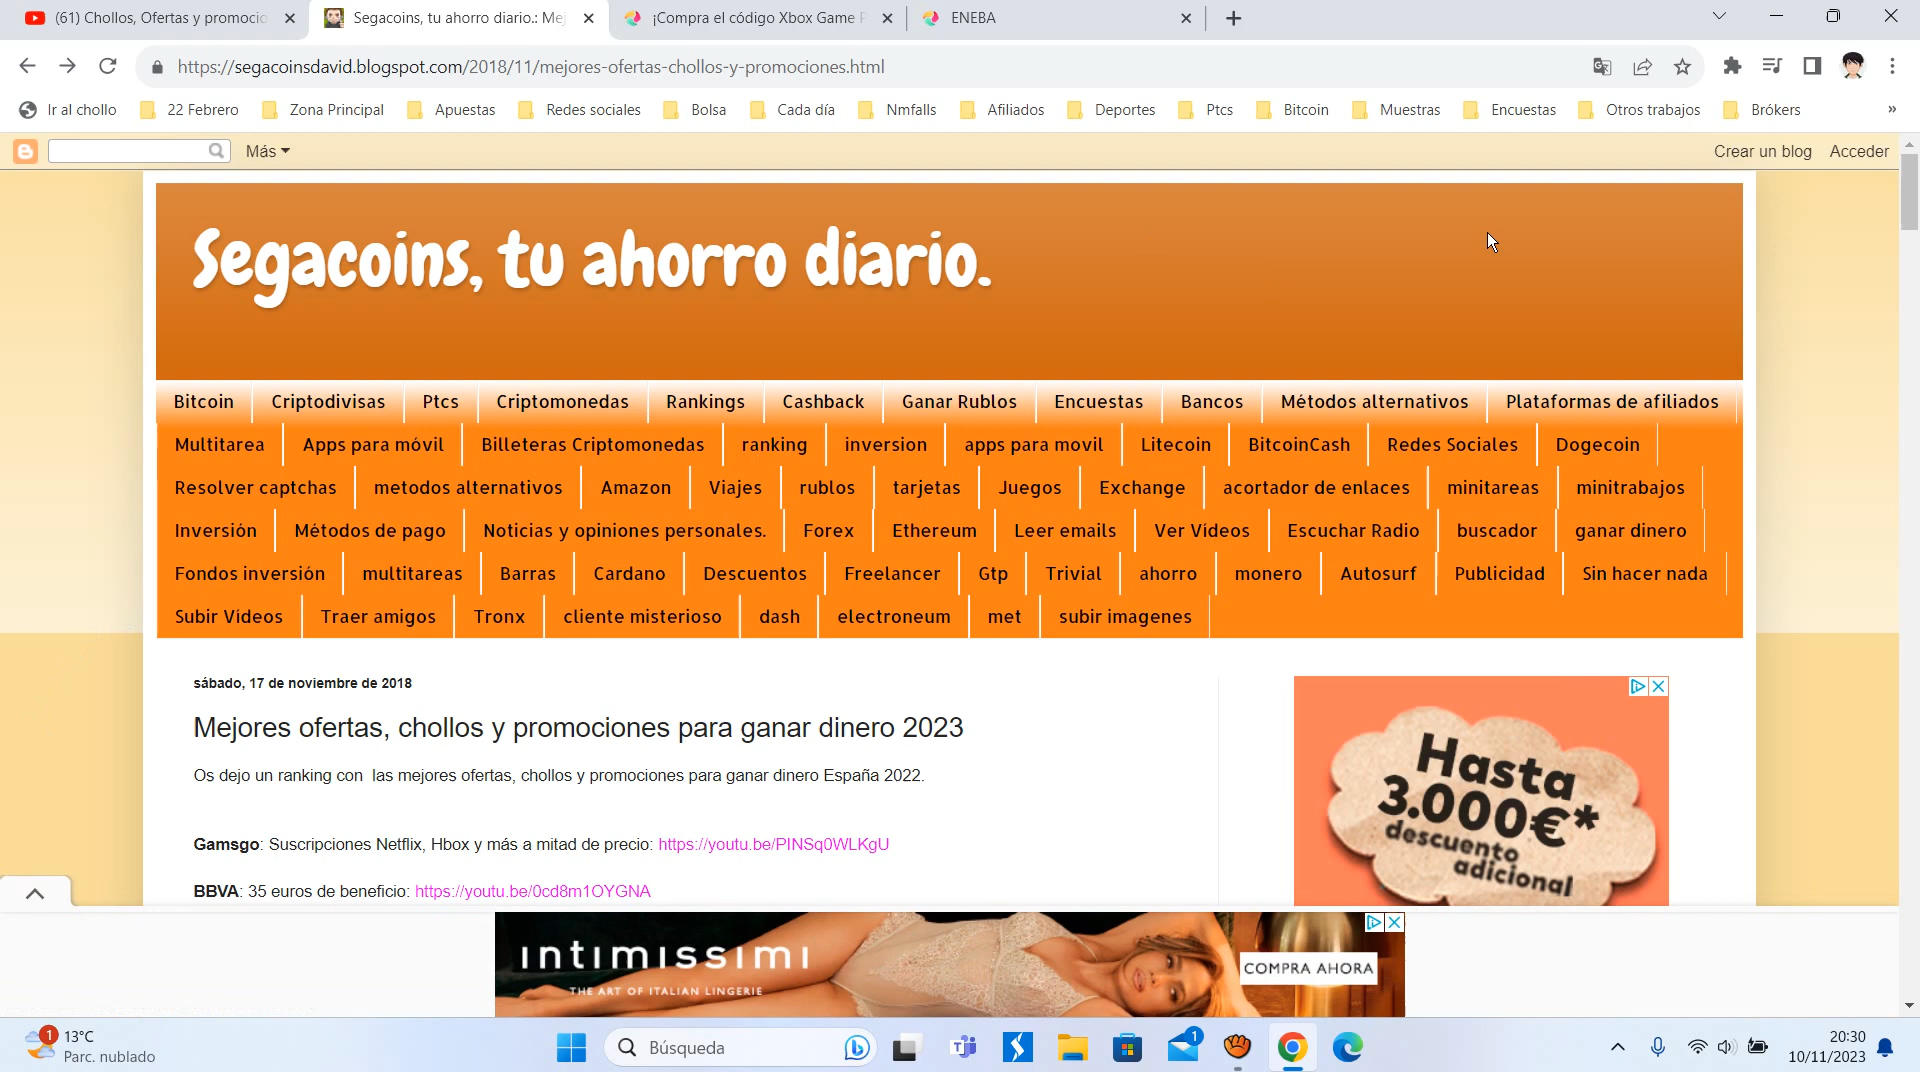 (61) Chollos, Ofertas y promocio
Segacoins, tu ahorro diario.: Mej
¡Compra el código Xbox Game P
ENEBA
https://segacoinsdavid.blogspot.com/2018/11/mejores-ofertas-chollos-y-promociones.html
Ir al chollo 22 Febrero Zona Principal Apuestas Redes sociales Bolsa Cada día Nmfalls Afiliados Deportes Ptcs Bitcoin Muestras Encuestas Otros trabajos Brókers »
Más Crear un blog Acceder
Segacoins, tu ahorro diario.
Bitcoin Criptodivisas Ptcs Criptomonedas Rankings Cashback Ganar Rublos Encuestas Bancos Métodos alternativos Plataformas de afiliados
Multitarea Apps para móvil Billeteras Criptomonedas ranking inversion apps para movil Litecoin BitcoinCash Redes Sociales Dogecoin
Resolver captchas metodos alternativos Amazon Viajes rublos tarjetas Juegos Exchange acortador de enlaces minitareas minitrabajos
Inversión Métodos de pago Noticias y opiniones personales. Forex Ethereum Leer emails Ver Vídeos Escuchar Radio buscador ganar dinero
Fondos inversión multitareas Barras Cardano Descuentos Freelancer Gtp Trivial ahorro monero Autosurf Publicidad Sin hacer nada
Subir Vídeos Traer amigos Tronx cliente misterioso dash electroneum met subir imagenes
sábado, 17 de noviembre de 2018
Mejores ofertas, chollos y promociones para ganar dinero 2023
Os dejo un ranking con las mejores ofertas, chollos y promociones para ganar dinero España 2022.
Gamsgo: Suscripciones Netflix, Hbox y más a mitad de precio: https://youtu.be/PINSq0WLKgU
BBVA: 35 euros de beneficio: https://youtu.be/0cd8m1OYGNA
Hasta
3.000€*
descuento
adicional
intimissimi
THE ART OF ITALIAN LINGERIE
COMPRA AHORA
1
13°C
Parc. nublado
Búsqueda
1
20:30
10/11/2023